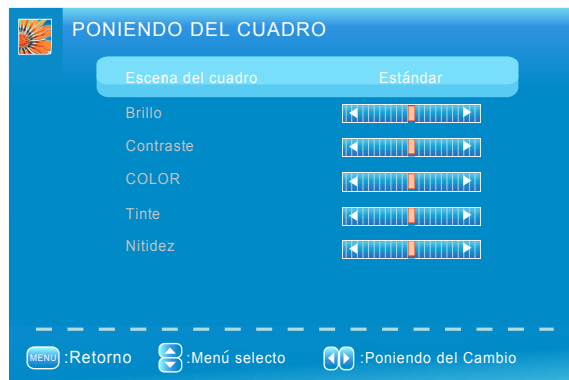 PONIENDO DEL CUADRO
Escena del cuadro Estándar
Brillo
Contraste
COLOR
Tinte
Nitidez
MENU :Retorno :Menú selecto :Poniendo del Cambio